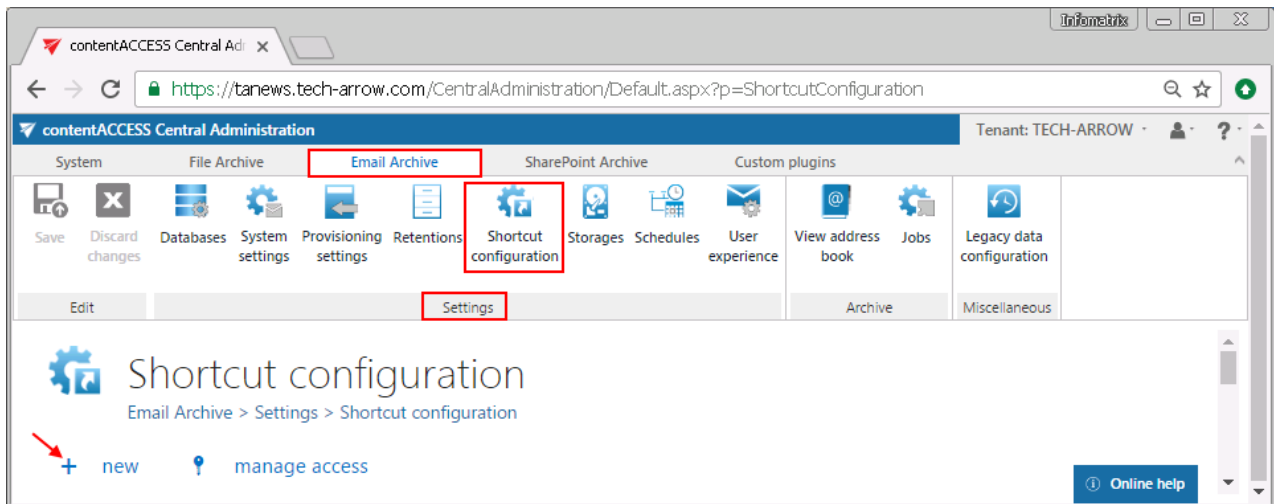 Infomatrix
contentACCESS Central Adr
https://tanews.tech-arrow.com/CentralAdministration/Default.aspx?p=ShortcutConfiguration
contentACCESS Central Administration Tenant: TECH-ARROW
System File Archive Email Archive SharePoint Archive Custom plugins
Save Discard Databases System Provisioning Retentions Shortcut Storages Schedules User View address Jobs Legacy data
changes settings settings configuration experience book configuration
Edit Settings Archive Miscellaneous
Shortcut configuration
Email Archive > Settings > Shortcut configuration
+ new manage access
Online help